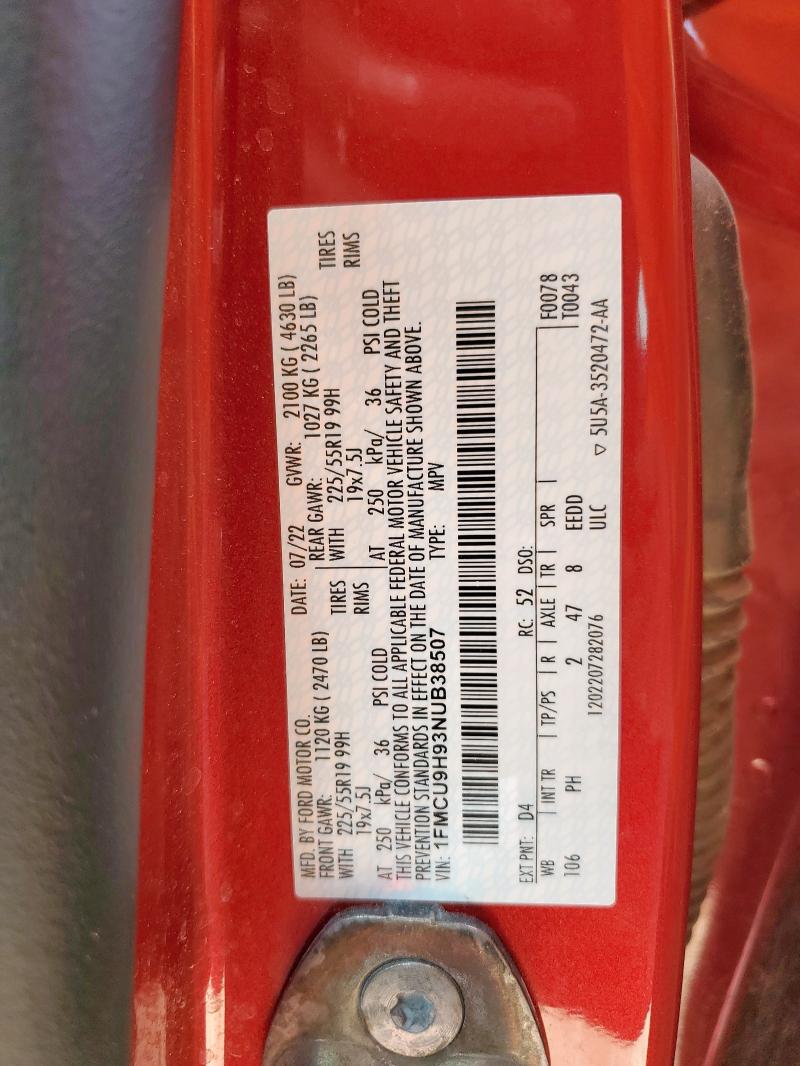 MFD. BY FORD MOTOR CO.
DATE: 07/22 GVWR: 2100 KG ( 4630 LB)
FRONT GAWR: 1120 KG ( 2470 LB) REAR GAWR: 1027 KG ( 2265 LB)
WITH 225/55R19 99H TIRES WITH 225/55R19 99H TIRES
19x7.5J RIMS 19x7.5J RIMS
AT 250 kPa/ 36 PSI COLD AT 250 kPa/ 36 PSI COLD
THIS VEHICLE CONFORMS TO ALL APPLICABLE FEDERAL MOTOR VEHICLE SAFETY AND THEFT
PREVENTION STANDARDS IN EFFECT ON THE DATE OF MANUFACTURE SHOWN ABOVE.
VIN: 1FMCU9H93NUB38507 TYPE: MPV
EXT PNT: D4 RC: 52 DSO:
WB INT TR TP/PS R AXLE TR SPR F0078
106 PH 2 47 8 EEDD T0043
1202207282076 ULC ▽ 5U5A-3520472-AA